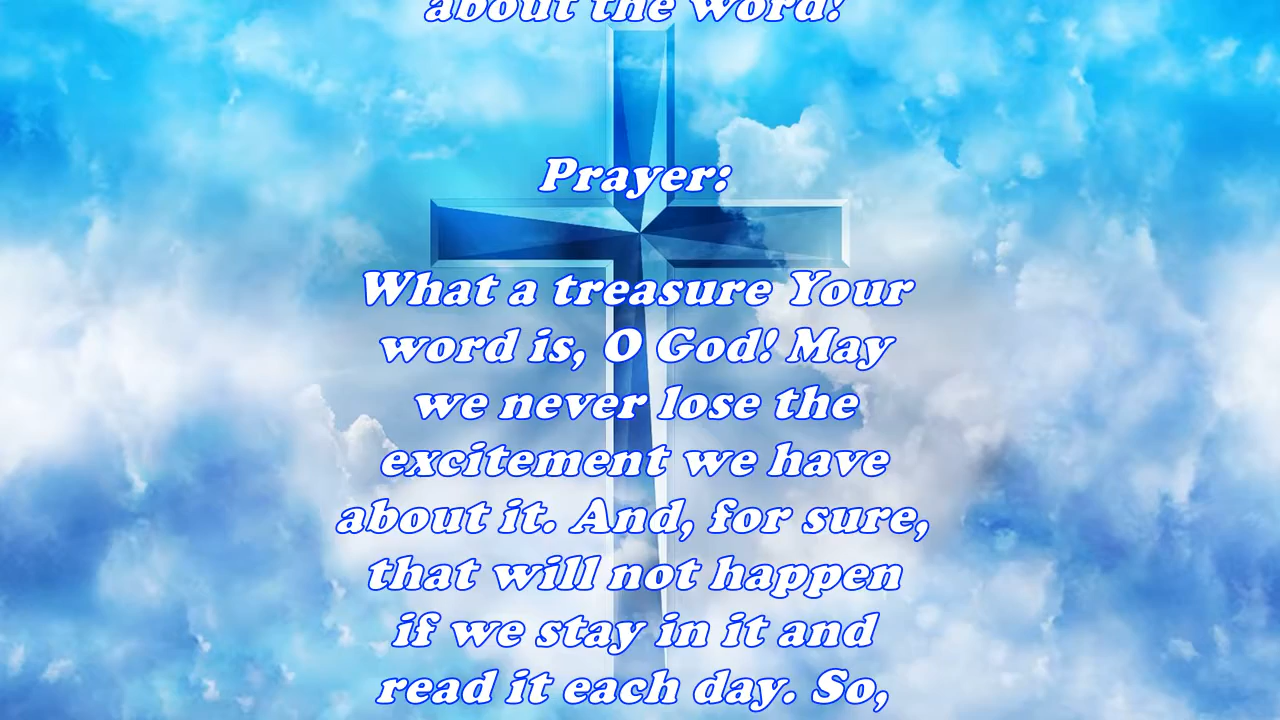 about the word!
Prayer:
What a treasure Your
word is, O God! May
we never lose the
excitement we have
about it. And, for sure,
that will not happen
if we stay in it and
read it each day. So,